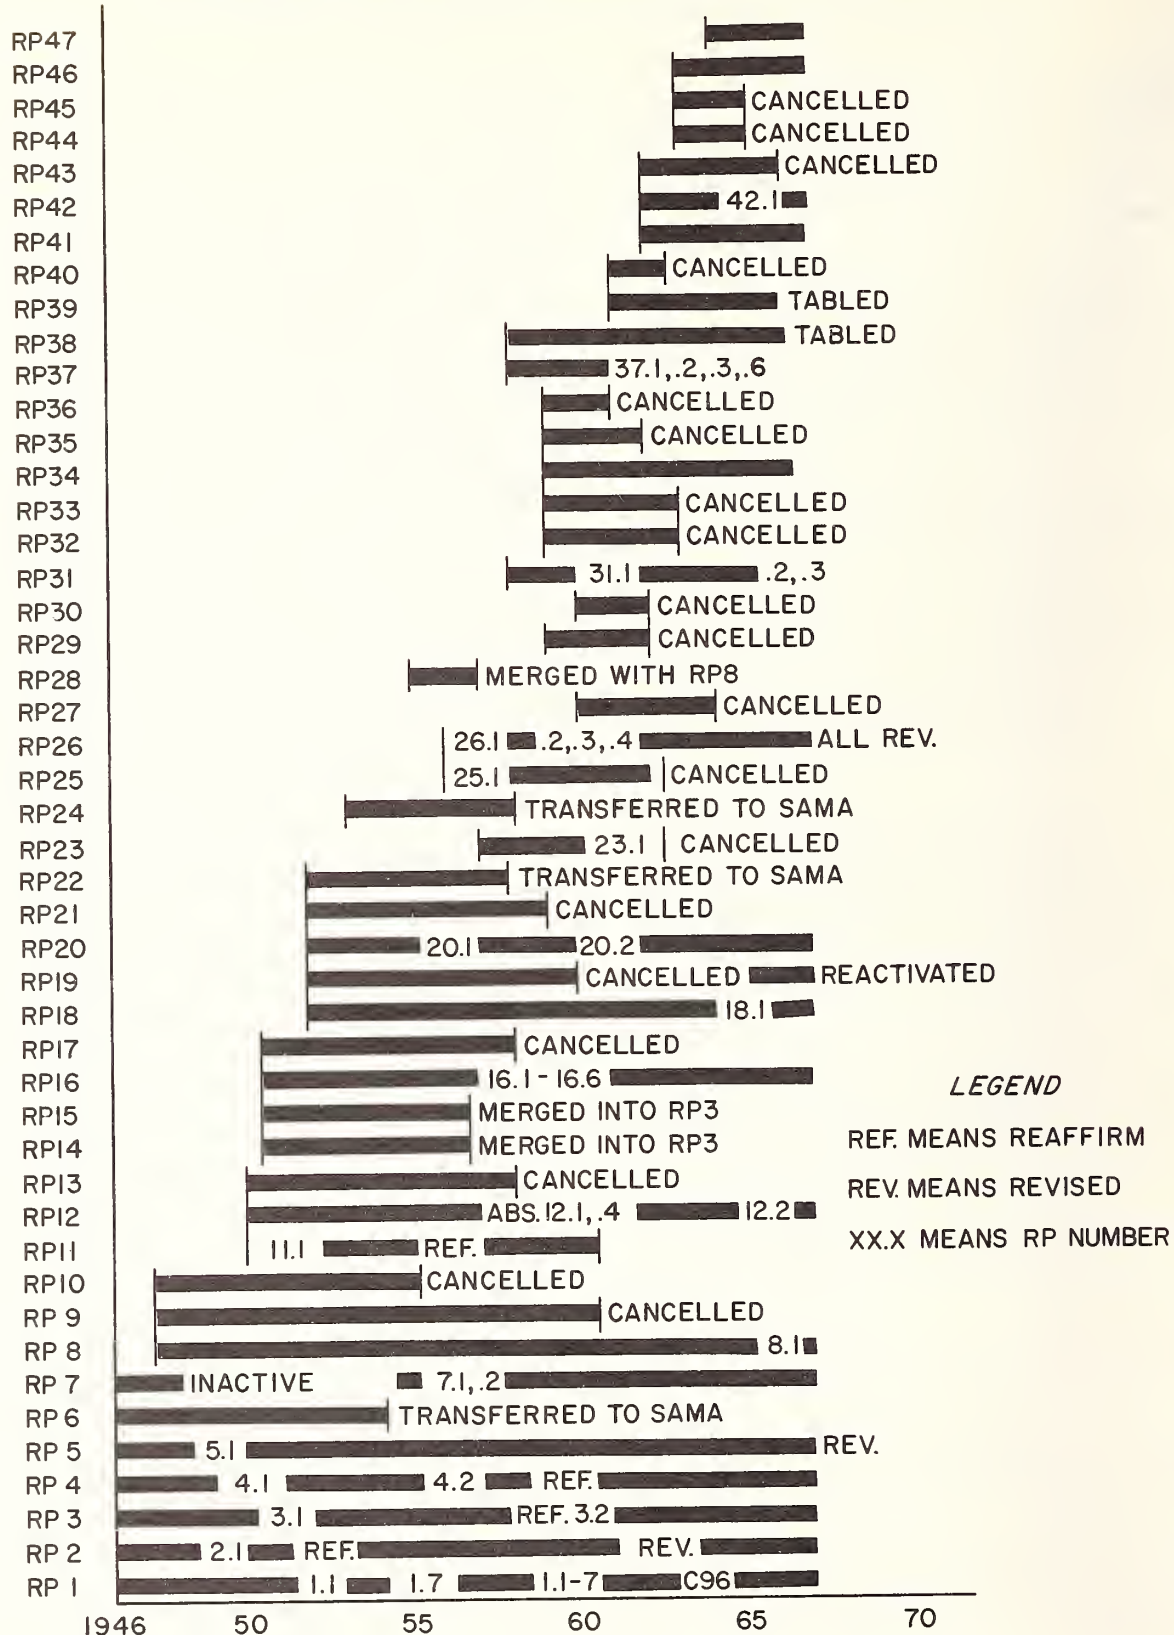 RP47
RP46
RP45 CANCELLED
RP44 CANCELLED
RP43 CANCELLED
RP42 42.1
RP41
RP40 CANCELLED
RP39 TABLED
RP38 TABLED
RP37 37.1,.2,.3,.6
RP36 CANCELLED
RP35 CANCELLED
RP34
RP33 CANCELLED
RP32 CANCELLED
RP31 31.1 .2,.3
RP30 CANCELLED
RP29 CANCELLED
RP28 MERGED WITH RP8
RP27 CANCELLED
RP26 26.1 .2,.3,.4 ALL REV.
RP25 25.1 CANCELLED
RP24 TRANSFERRED TO SAMA
RP23 23.1 CANCELLED
RP22 TRANSFERRED TO SAMA
RP21 CANCELLED
RP20 20.1 20.2
RP19 CANCELLED REACTIVATED
RP18 18.1
RP17 CANCELLED
RP16 16.1-16.6
RP15 MERGED INTO RP3
RP14 MERGED INTO RP3
RP13 CANCELLED
RP12 ABS.12.1,.4 12.2
RP11 11.1 REF.
RP10 CANCELLED
RP 9 CANCELLED
RP 8 8.1
RP 7 INACTIVE 7.1,.2
RP 6 TRANSFERRED TO SAMA
RP 5 5.1 REV.
RP 4 4.1 4.2 REF.
RP 3 3.1 REF. 3.2
RP 2 2.1 REF. REV.
RP 1 1.1 1.7 1.1-7 C96
1946 50 55 60 65 70
LEGEND
REF. MEANS REAFFIRM
REV. MEANS REVISED
XX.X MEANS RP NUMBER